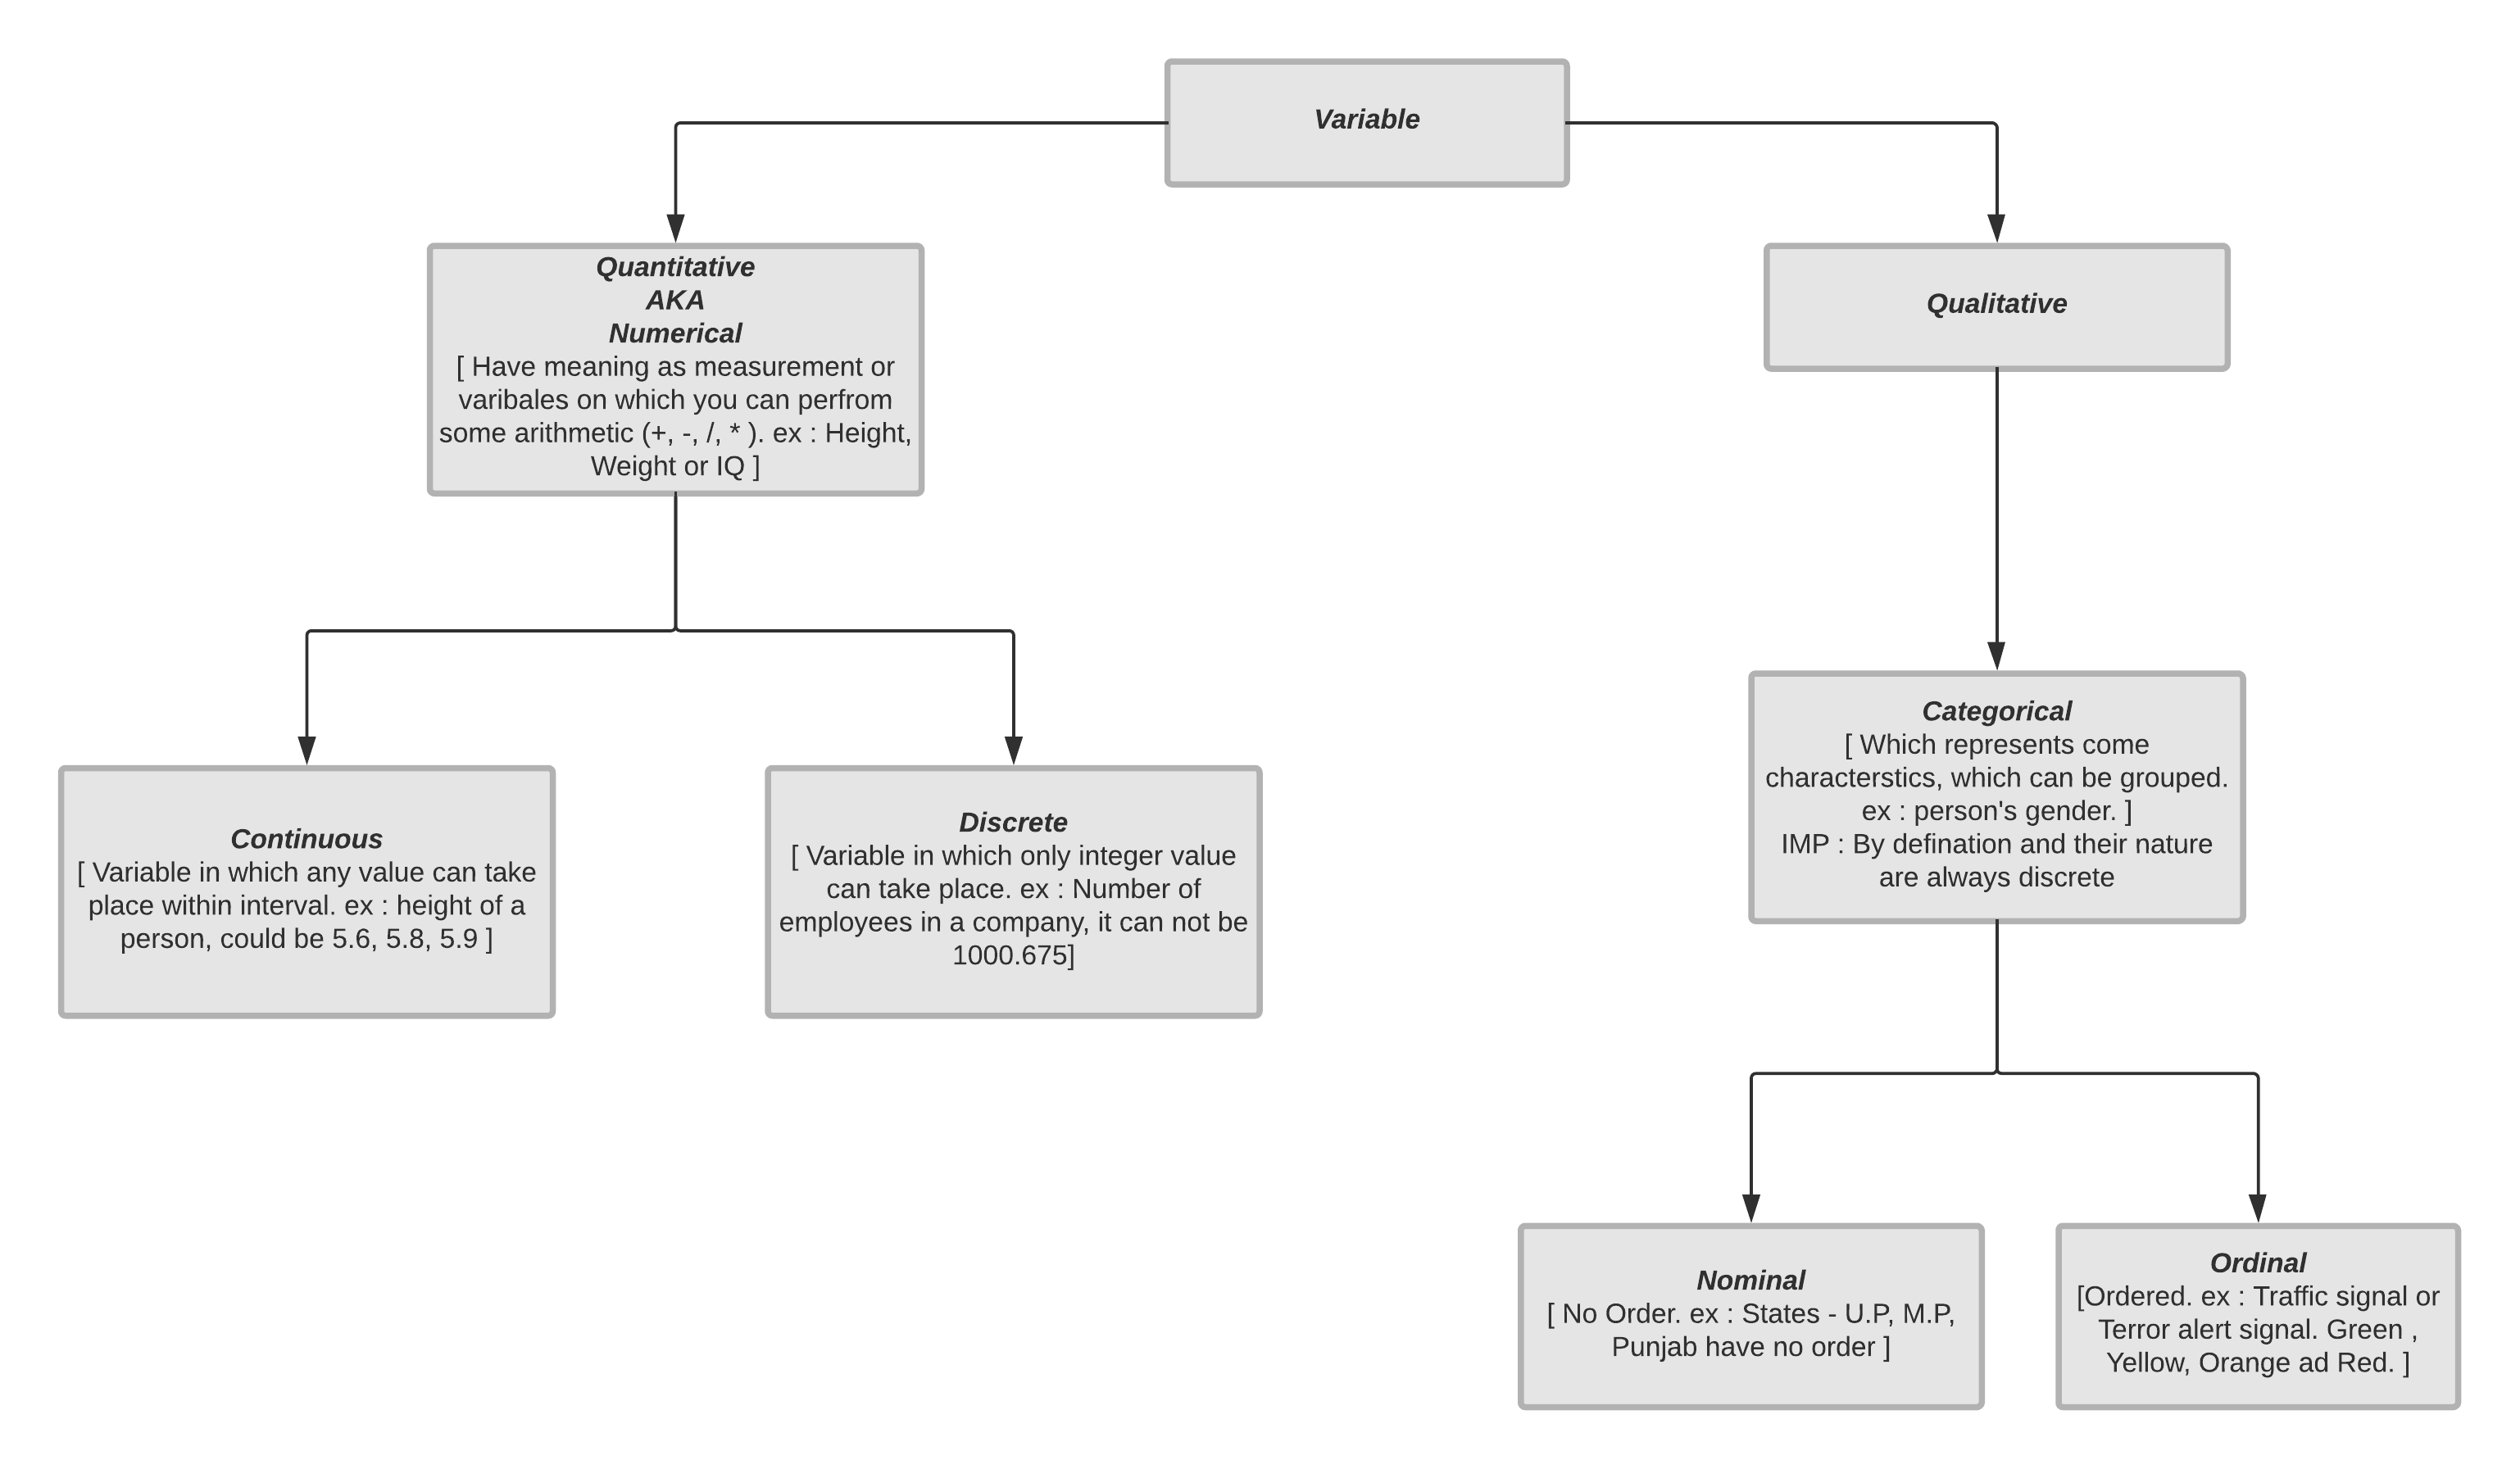 Variable
Quantitative
AKA
Numerical
[ Have meaning as measurement or
varibales on which you can perfrom
some arithmetic (+, -, /, * ). ex : Height,
Weight or IQ ]
Qualitative
Continuous
[ Variable in which any value can take
place within interval. ex : height of a
person, could be 5.6, 5.8, 5.9 ]
Discrete
[ Variable in which only integer value
can take place. ex : Number of
employees in a company, it can not be
1000.675]
Categorical
[ Which represents come
characterstics, which can be grouped.
ex : person's gender. ]
IMP : By defination and their nature
are always discrete
Nominal
[ No Order. ex : States - U.P, M.P,
Punjab have no order ]
Ordinal
[Ordered. ex : Traffic signal or
Terror alert signal. Green ,
Yellow, Orange ad Red. ]